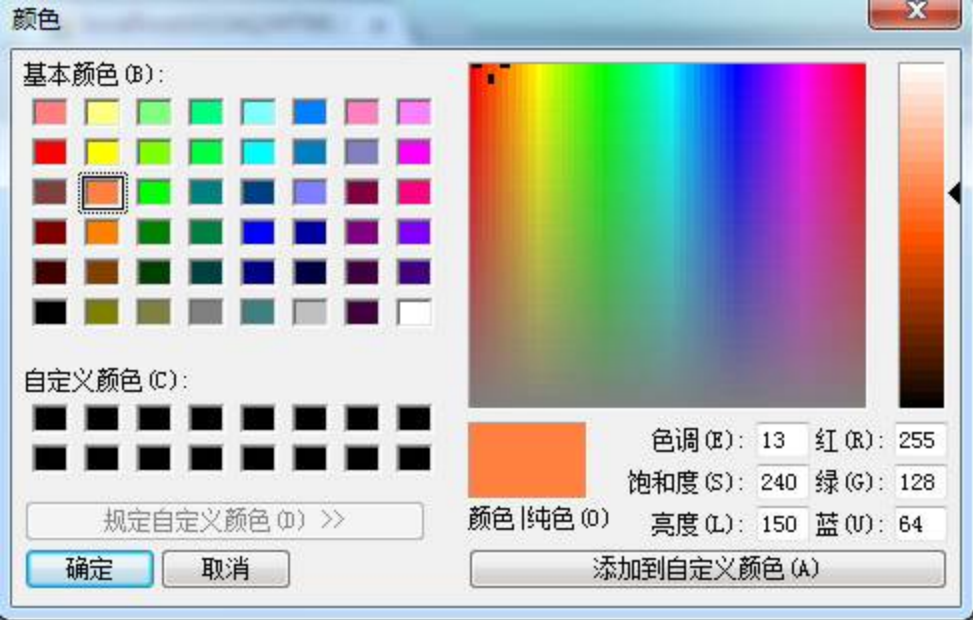 颜色
基本颜色(B):
自定义颜色(C):
规定自定义颜色(D) >>
确定
取消
颜色|纯色(O)
色调(E): 13
饱和度(S): 240
亮度(L): 150
红(R): 255
绿(G): 128
蓝(U): 64
添加到自定义颜色(A)